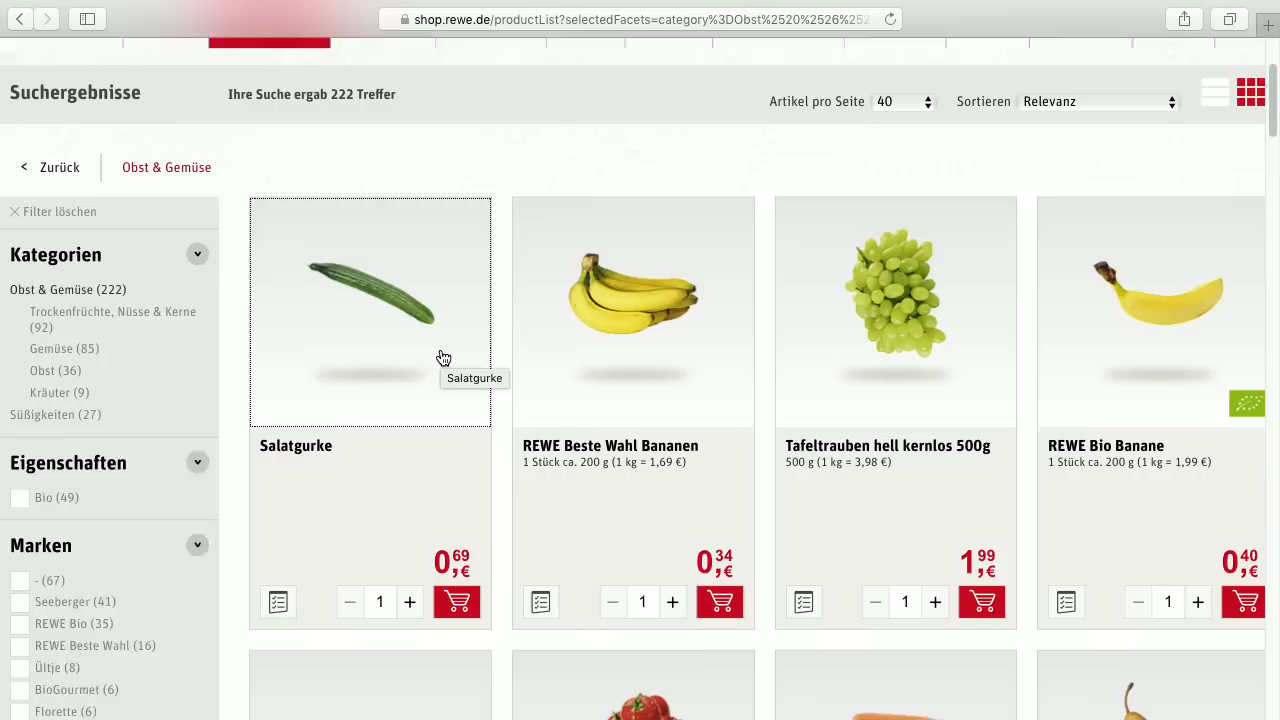 shop.rewe.de/productList?selectedFacets=category%3DObst%2520%2526%252
Suchergebnisse
Ihre Suche ergab 222 Treffer
Artikel pro Seite 40
Sortieren Relevanz
< Zurück
Obst & Gemüse
Filter löschen
Kategorien
Obst & Gemüse (222)
Trockenfrüchte, Nüsse & Kerne
(92)
Gemüse (85)
Obst (36)
Kräuter (9)
Süßigkeiten (27)
Eigenschaften
Bio (49)
Marken
- (67)
Seeberger (41)
REWE Bio (35)
REWE Beste Wahl (16)
Ültje (8)
BioGourmet (6)
Florette (6)
Salatgurke
Salatgurke
0,69 €
1
REWE Beste Wahl Bananen
1 Stück ca. 200 g (1 kg = 1,69 €)
0,34 €
1
Tafeltrauben hell kernlos 500g
500 g (1 kg = 3,98 €)
1,99 €
1
REWE Bio Banane
1 Stück ca. 200 g (1 kg = 1,99 €)
0,40 €
1